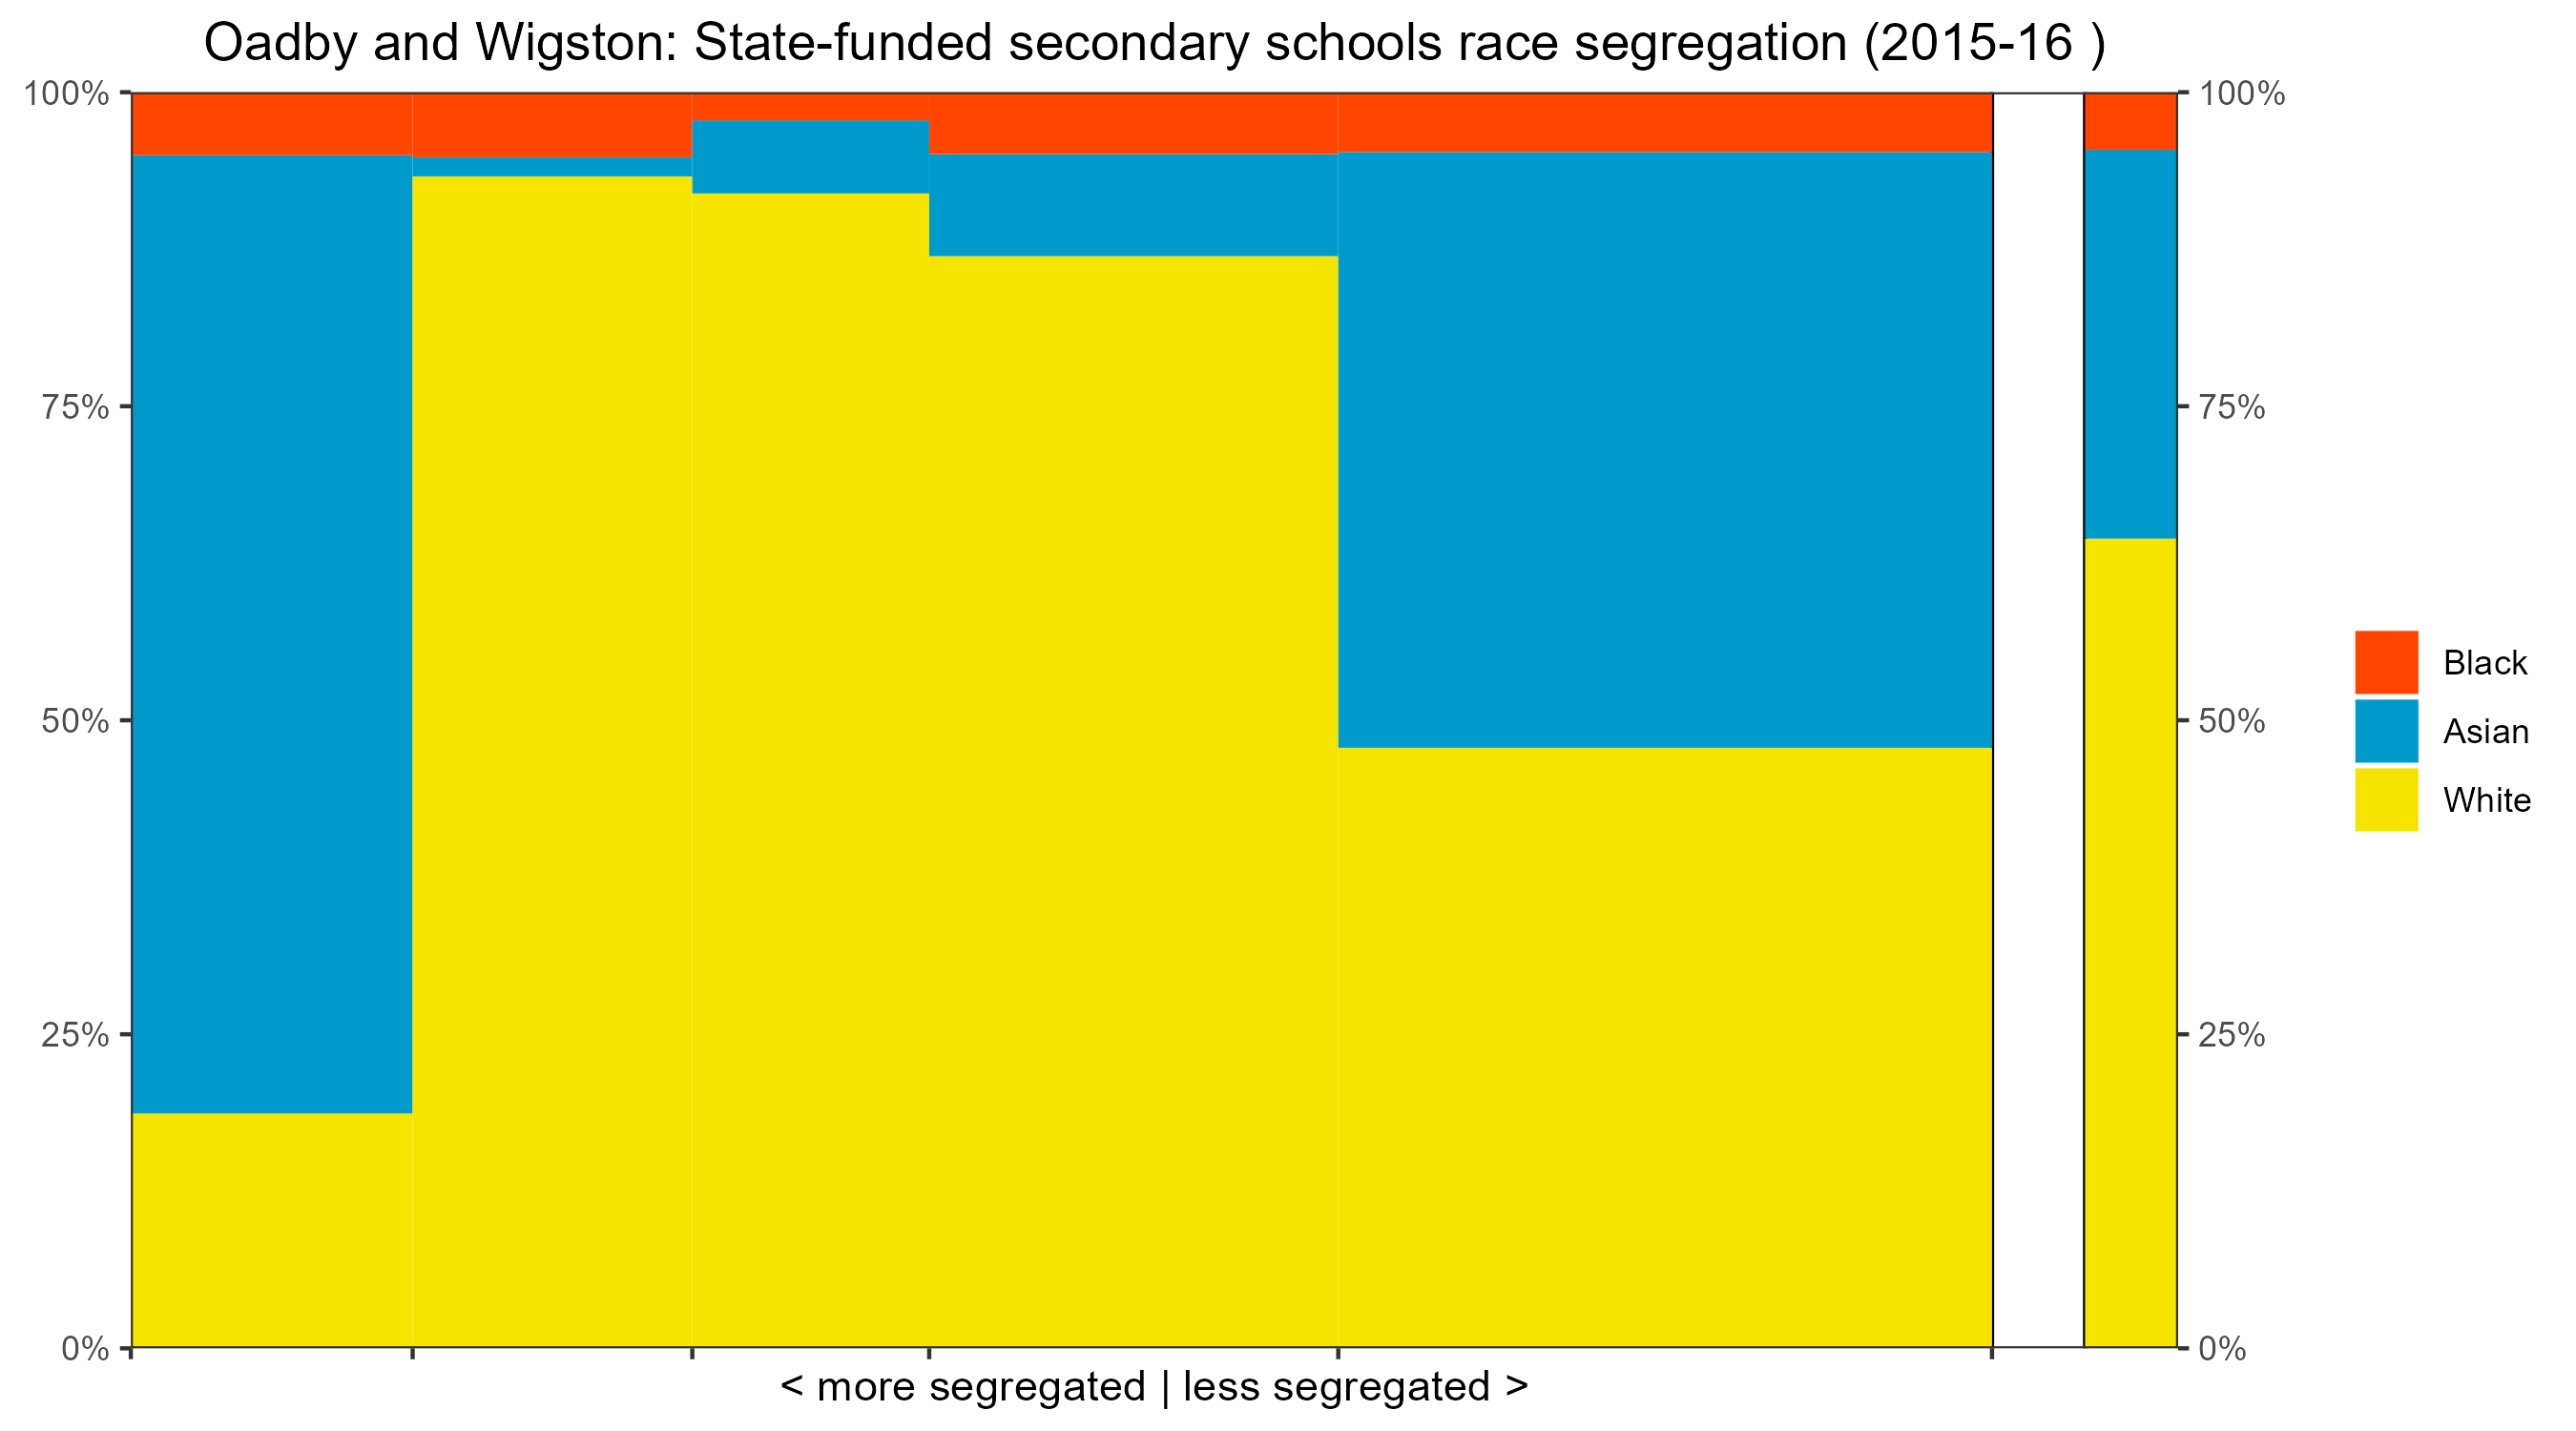 Oadby and Wigston: State-funded secondary schools race segregation (2015-16 )
100%
75%
50%
25%
0%
100%
75%
50%
25%
0%
Black
Asian
White
< more segregated | less segregated >